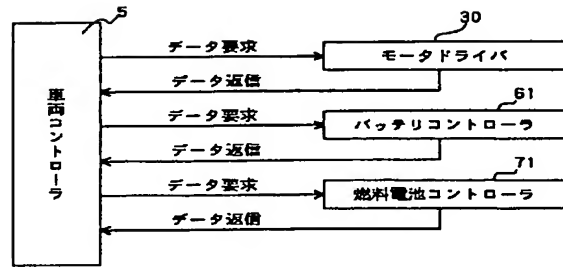 5
30
データ要求
モータドライバ
データ返信
61
車両コントローラ
データ要求
バッテリコントローラ
データ返信
71
データ要求
燃料電池コントローラ
データ返信